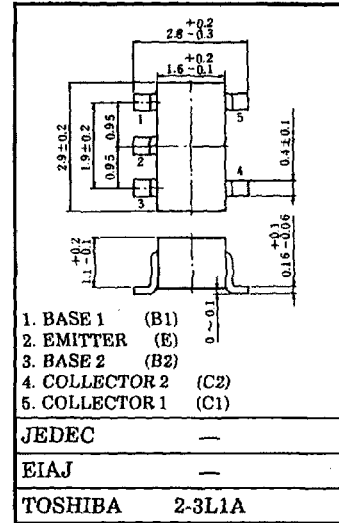 +0.2
2.8 -0.3
+0.2
1.6 -0.1
1
2
3
4
5
2.9±0.2
1.9±0.2
0.95
0.95
0.4±0.1
+0.2
1.1 -0.1
+0.1
0.16 -0.06
0~0.1
1. BASE 1 (B1)
2. EMITTER (E)
3. BASE 2 (B2)
4. COLLECTOR 2 (C2)
5. COLLECTOR 1 (C1)
JEDEC —
EIAJ —
TOSHIBA 2-3L1A